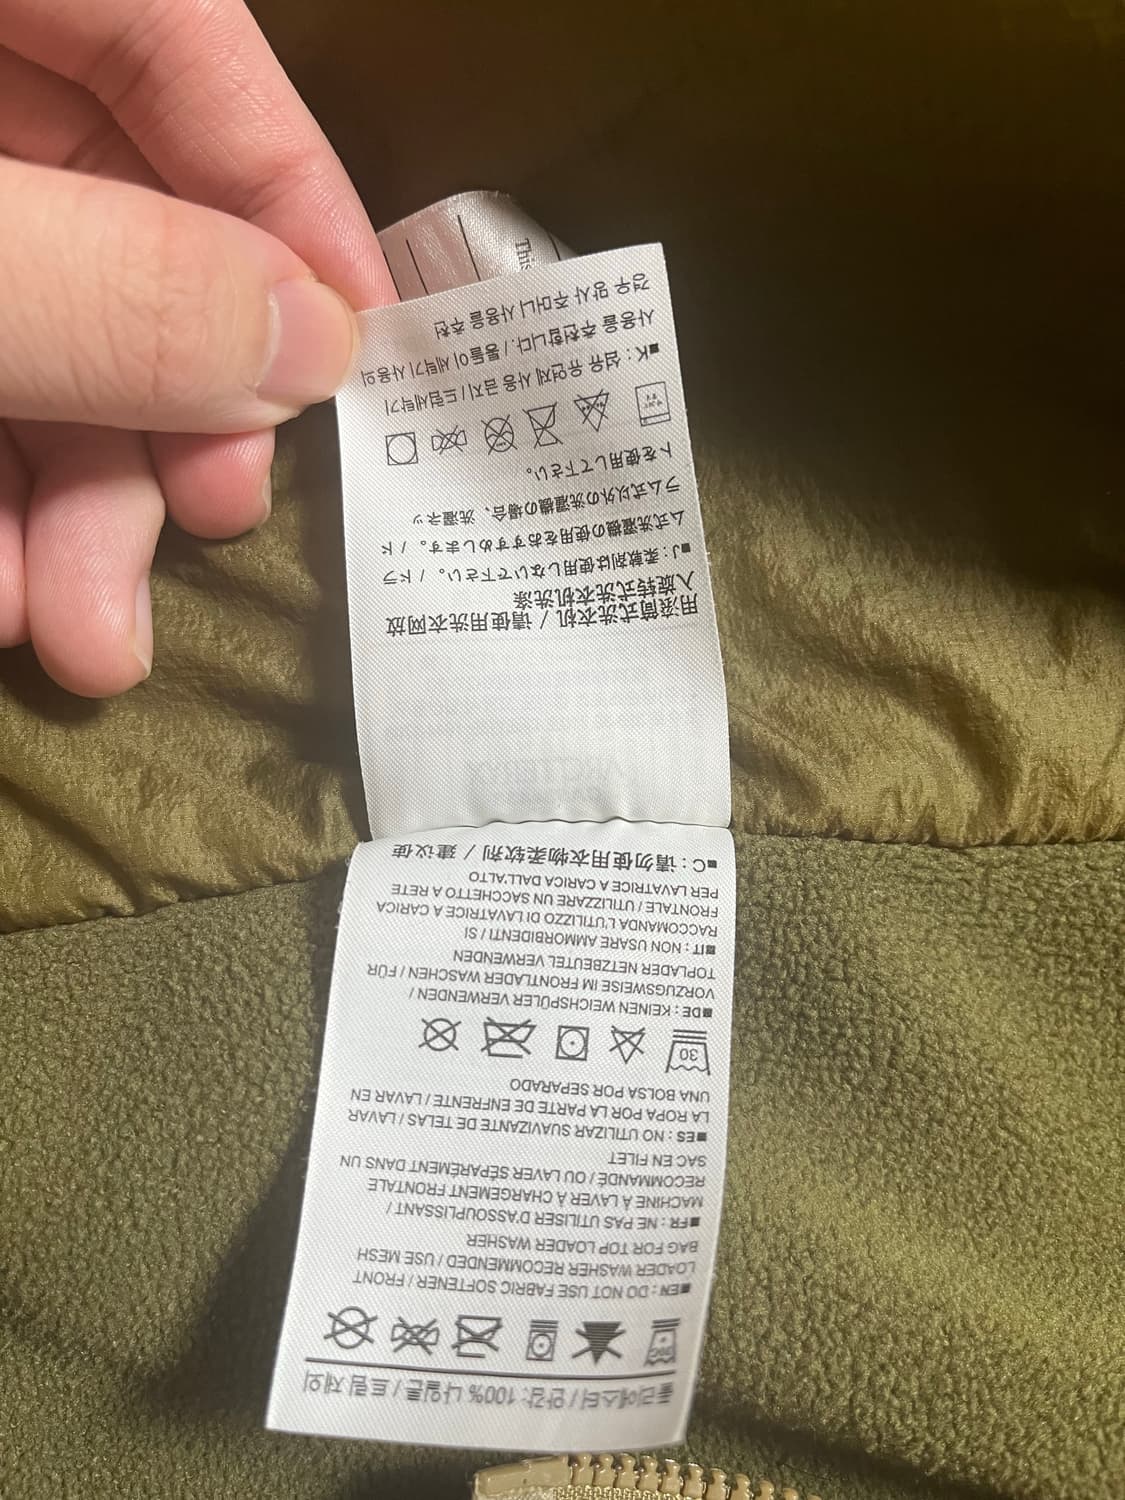 폴리에스터 / 안감: 100% 나일론 / 트림 제외
30C
■EN : DO NOT USE FABRIC SOFTENER / FRONT
LOADER WASHER RECOMMENDED / USE MESH
BAG FOR TOP LOADER WASHER
■FR : NE PAS UTILISER D'ASSOUPLISSANT /
MACHINE À LAVER À CHARGEMENT FRONTALE
RECOMMANDÉ / OU LAVER SÉPARÉMENT DANS UN
SAC EN FILET
■ES : NO UTILIZAR SUAVIZANTE DE TELAS / LAVAR
LA ROPA POR LA PARTE DE ENFRENTE / LAVAR EN
UNA BOLSA POR SEPARADO
30
■DE : KEINEN WEICHSPÜLER VERWENDEN /
VORZUGSWEISE IM FRONTLADER WASCHEN / FÜR
TOPLADER NETZBEUTEL VERWENDEN
■IT : NON USARE AMMORBIDENTI / SI
RACCOMANDA L'UTILIZZO DI LAVATRICE A CARICA
FRONTALE / UTILIZZARE UN SACCHETTO A RETE
PER LAVATRICE A CARICA DALL'ALTO
■C : 请勿使用衣物柔软剂 / 建议使
用滚筒式洗衣机 / 请使用洗衣网放
入旋转式洗衣机洗涤
■J : 柔軟剤は使用しないで下さい。 / ドラ
ム式洗濯機の使用をおすすめします。 / ド
ラム式以外の洗濯機の場合、洗濯ネッ
トを使用して下さい。
■K : 섬유 유연제 사용 금지 / 드럼세탁기
사용을 추천합니다. / 통돌이 세탁기 사용의
경우 망사 주머니 사용을 추천
This